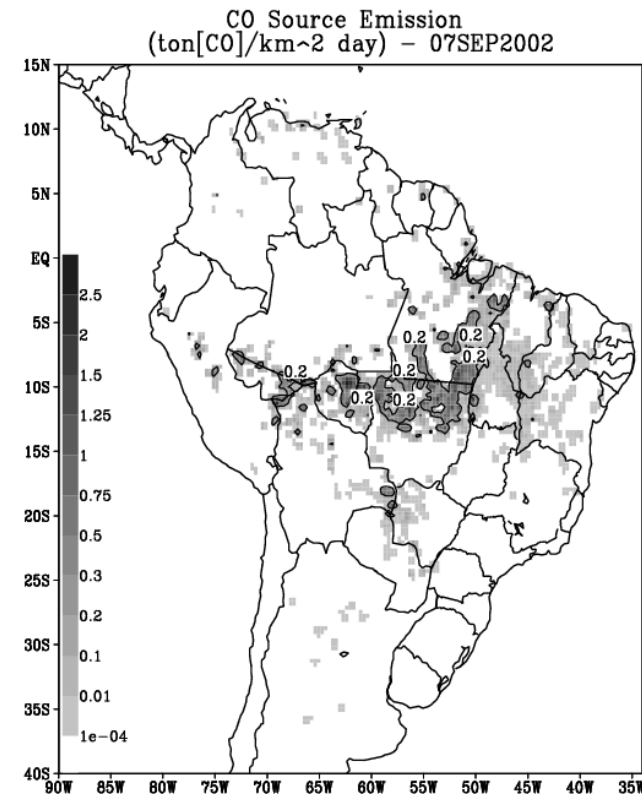 CO Source Emission
(ton[CO]/km^2 day) - 07SEP2002
15N
10N
5N
EQ
5S
10S
15S
20S
25S
30S
35S
40S
2.5
2
1.5
1.25
1
0.75
0.5
0.3
0.2
0.1
0.01
1e-04
0.2
0.2
0.2
0.2
0.2
0.2
0.2
90W 85W 80W 75W 70W 65W 60W 55W 50W 45W 40W 35W